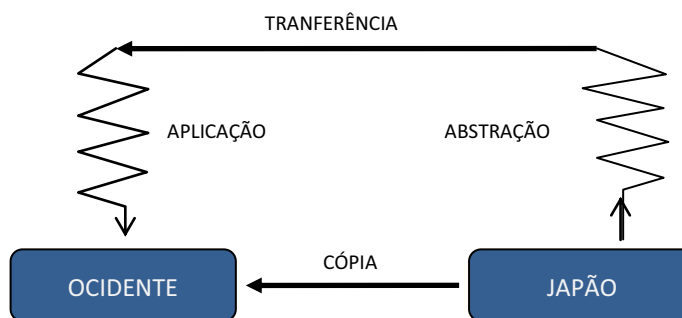 TRANFERÊNCIA
APLICAÇÃO
ABSTRAÇÃO
CÓPIA
OCIDENTE
JAPÃO